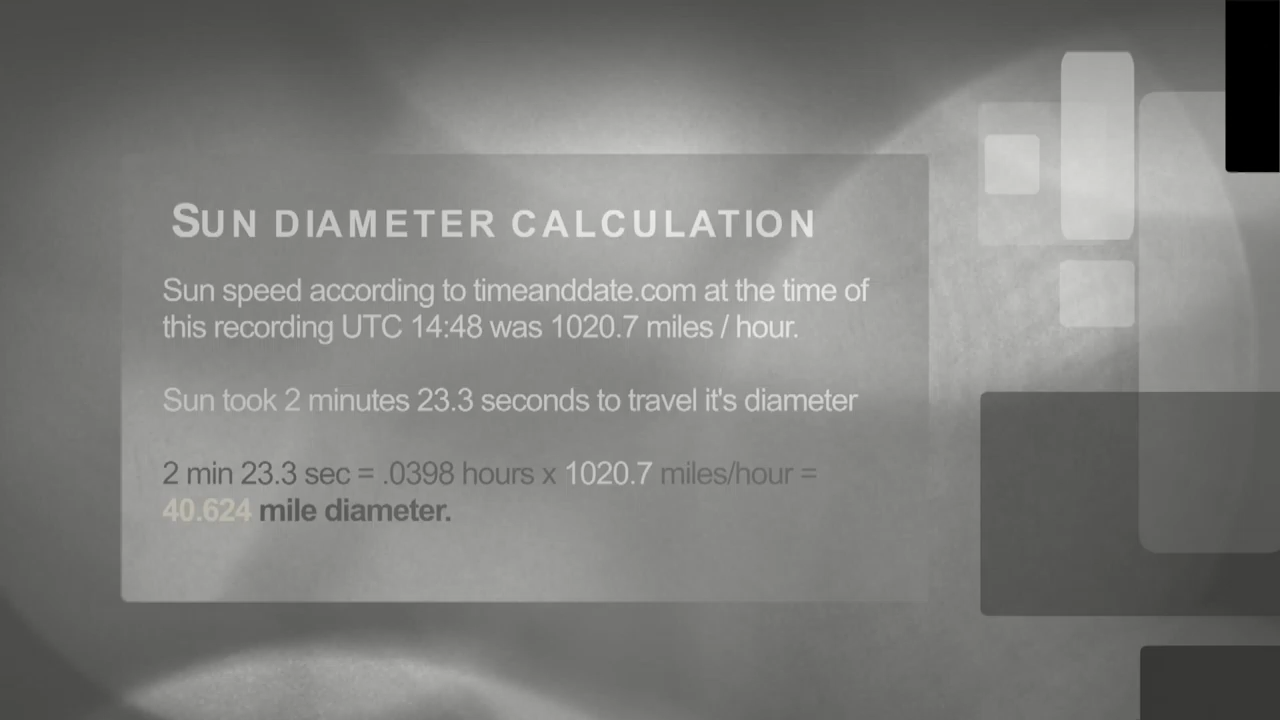 SUN DIAMETER CALCULATION
Sun speed according to timeanddate.com at the time of
this recording UTC 14:48 was 1020.7 miles / hour.
Sun took 2 minutes 23.3 seconds to travel it's diameter
2 min 23.3 sec = .0398 hours x 1020.7 miles/hour =
40.624 mile diameter.